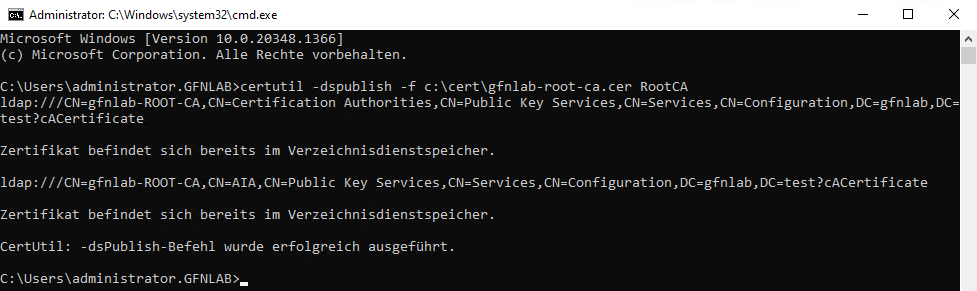 Administrator: C:\Windows\system32\cmd.exe
Microsoft Windows [Version 10.0.20348.1366]
(c) Microsoft Corporation. Alle Rechte vorbehalten.
C:\Users\administrator.GFNLAB>certutil -dspublish -f c:\cert\gfnlab-root-ca.cer RootCA
ldap:///CN=gfnlab-ROOT-CA,CN=Certification Authorities,CN=Public Key Services,CN=Services,CN=Configuration,DC=gfnlab,DC=
test?cACertificate
Zertifikat befindet sich bereits im Verzeichnisdienstspeicher.
ldap:///CN=gfnlab-ROOT-CA,CN=AIA,CN=Public Key Services,CN=Services,CN=Configuration,DC=gfnlab,DC=test?cACertificate
Zertifikat befindet sich bereits im Verzeichnisdienstspeicher.
CertUtil: -dsPublish-Befehl wurde erfolgreich ausgeführt.
C:\Users\administrator.GFNLAB>